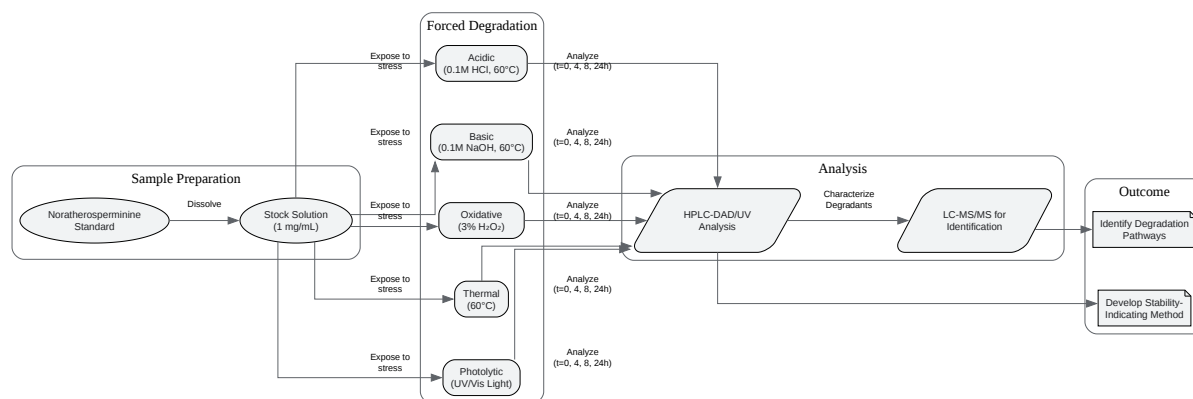 Sample Preparation
Noratherosperminine
Standard
Dissolve
Stock Solution
(1 mg/mL)
Expose to
stress
Expose to
stress
Expose to
stress
Expose to
stress
Expose to
stress
Forced Degradation
Acidic
(0.1M HCl, 60°C)
Basic
(0.1M NaOH, 60°C)
Oxidative
(3% H₂O₂)
Thermal
(60°C)
Photolytic
(UV/Vis Light)
Analyze
(t=0, 4, 8, 24h)
Analyze
(t=0, 4, 8, 24h)
Analyze
(t=0, 4, 8, 24h)
Analyze
(t=0, 4, 8, 24h)
Analyze
(t=0, 4, 8, 24h)
Analysis
HPLC-DAD/UV
Analysis
Characterize
Degradants
LC-MS/MS for
Identification
Outcome
Identify Degradation
Pathways
Develop Stability-
Indicating Method